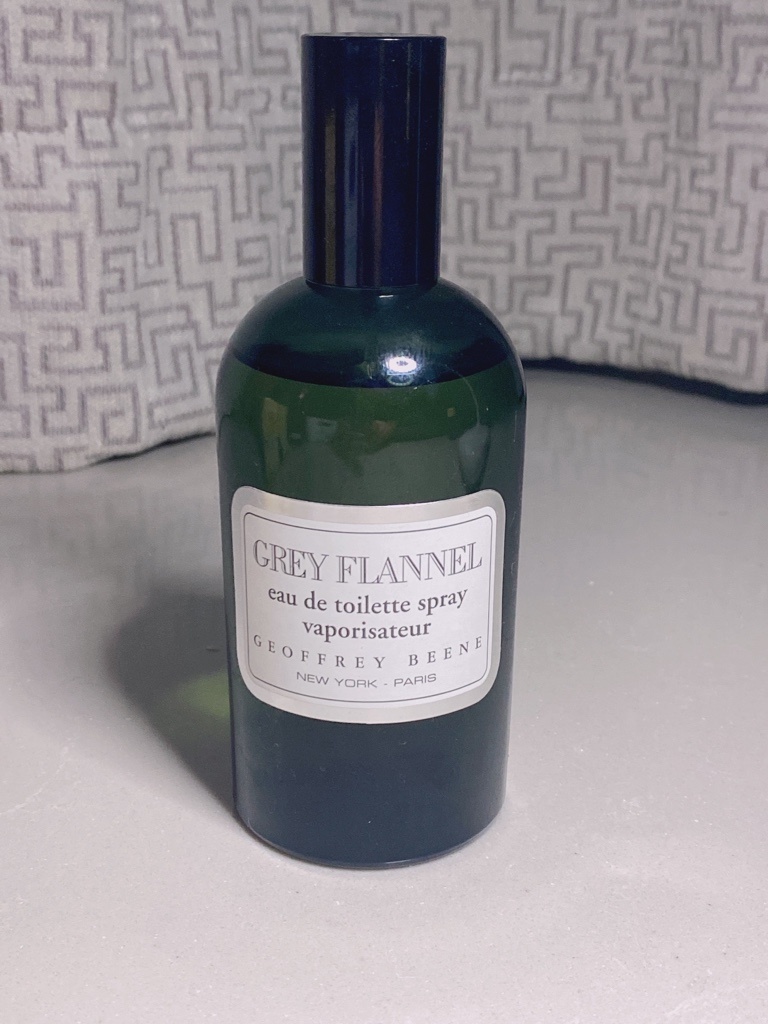 GREY FLANNEL
eau de toilette spray
vaporisateur
GEOFFREY BEENE
NEW YORK - PARIS